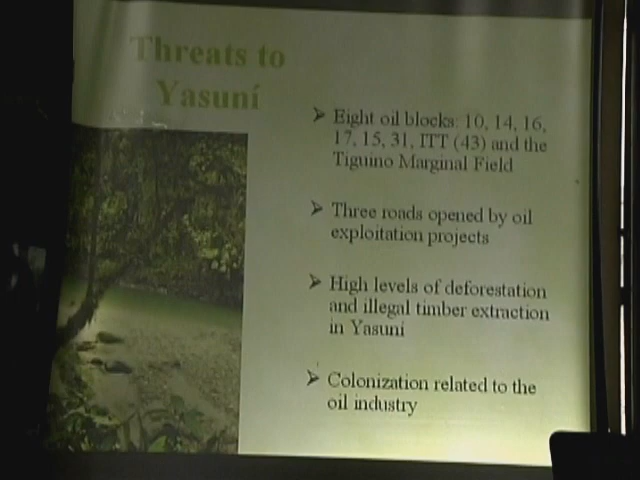 Threats to
Yasuní
➢ Eight oil blocks: 10, 14, 16,
17, 15, 31, ITT (43) and the
Tiguino Marginal Field
➢ Three roads opened by oil
exploitation projects
➢ High levels of deforestation
and illegal timber extraction
in Yasuní
➢ Colonization related to the
oil industry